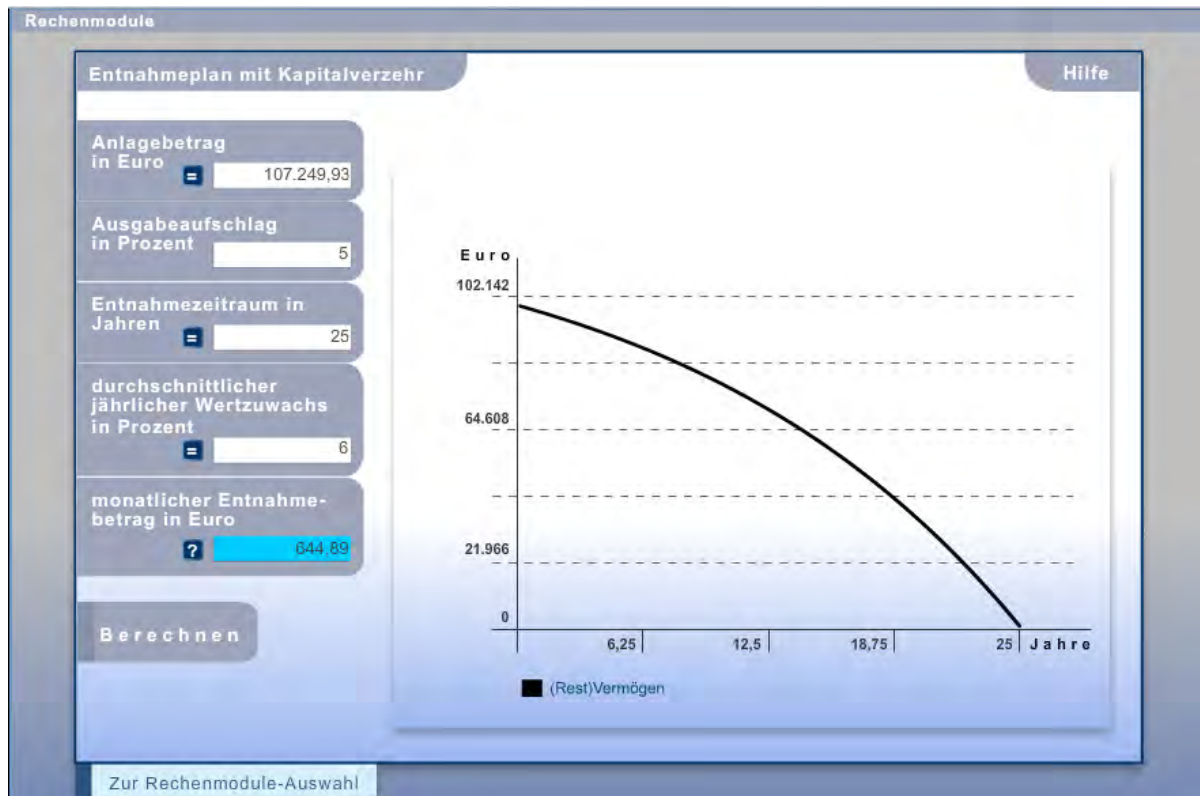 Rechenmodule
Entnahmeplan mit Kapitalverzehr
Hilfe
Anlagebetrag
in Euro
=
107.249,93
Ausgabeaufschlag
in Prozent
5
Entnahmezeitraum in
Jahren
=
25
durchschnittlicher
jährlicher Wertzuwachs
in Prozent
=
6
monatlicher Entnahme-
betrag in Euro
?
644,89
Berechnen
Euro
102.142
64.608
21.966
0
6,25
12,5
18,75
25
Jahre
(Rest)Vermögen
Zur Rechenmodule-Auswahl